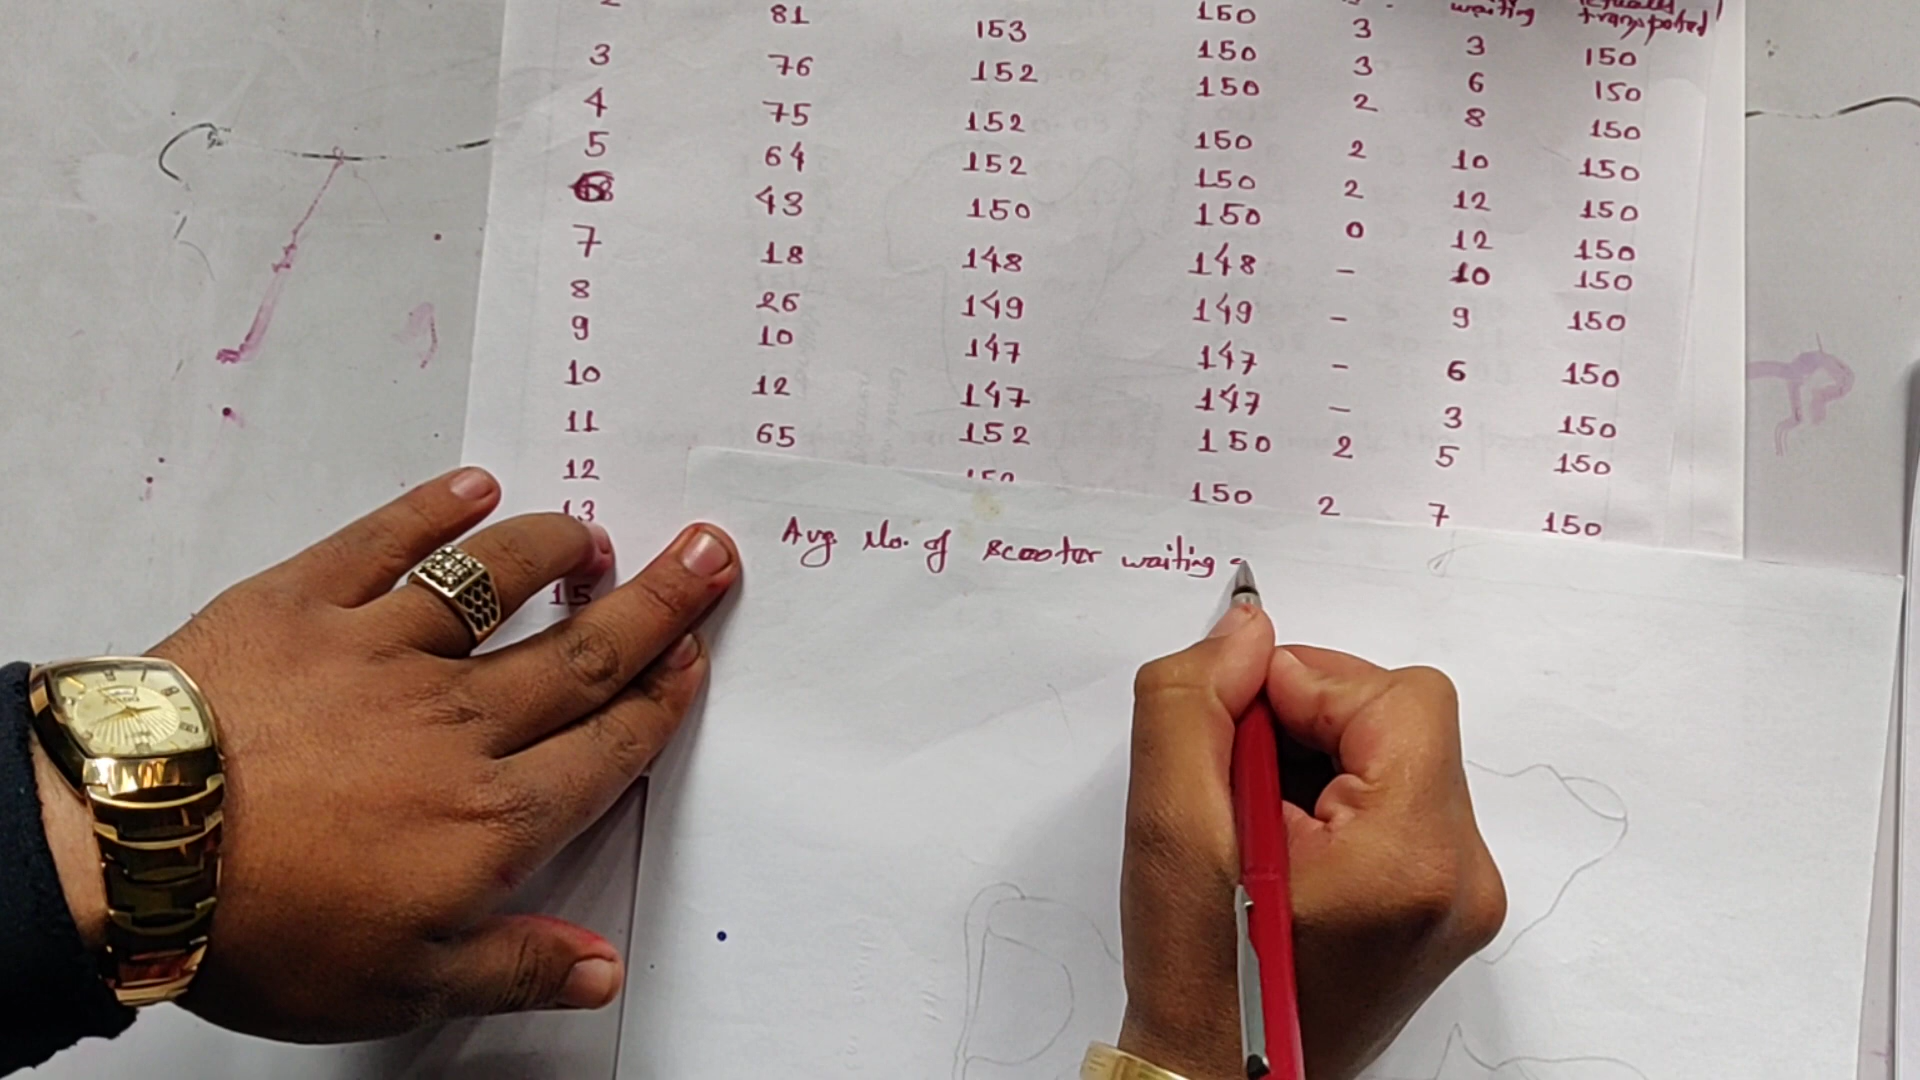 waiting transported
81 153 150 3 3 150
3 76 152 150 3 6 150
4 75 152 150 2 8 150
5 64 152 150 2 10 150
43 150 150 2 12 150
7 18 148 150 0 12 150
8 26 149 148 - 10 150
9 10 147 149 - 9 150
10 12 147 147 - 6 150
11 65 152 147 - 3 150
12 150 2 5 150
13 150 2 7 150
15
Avg. No. of scooter waiting